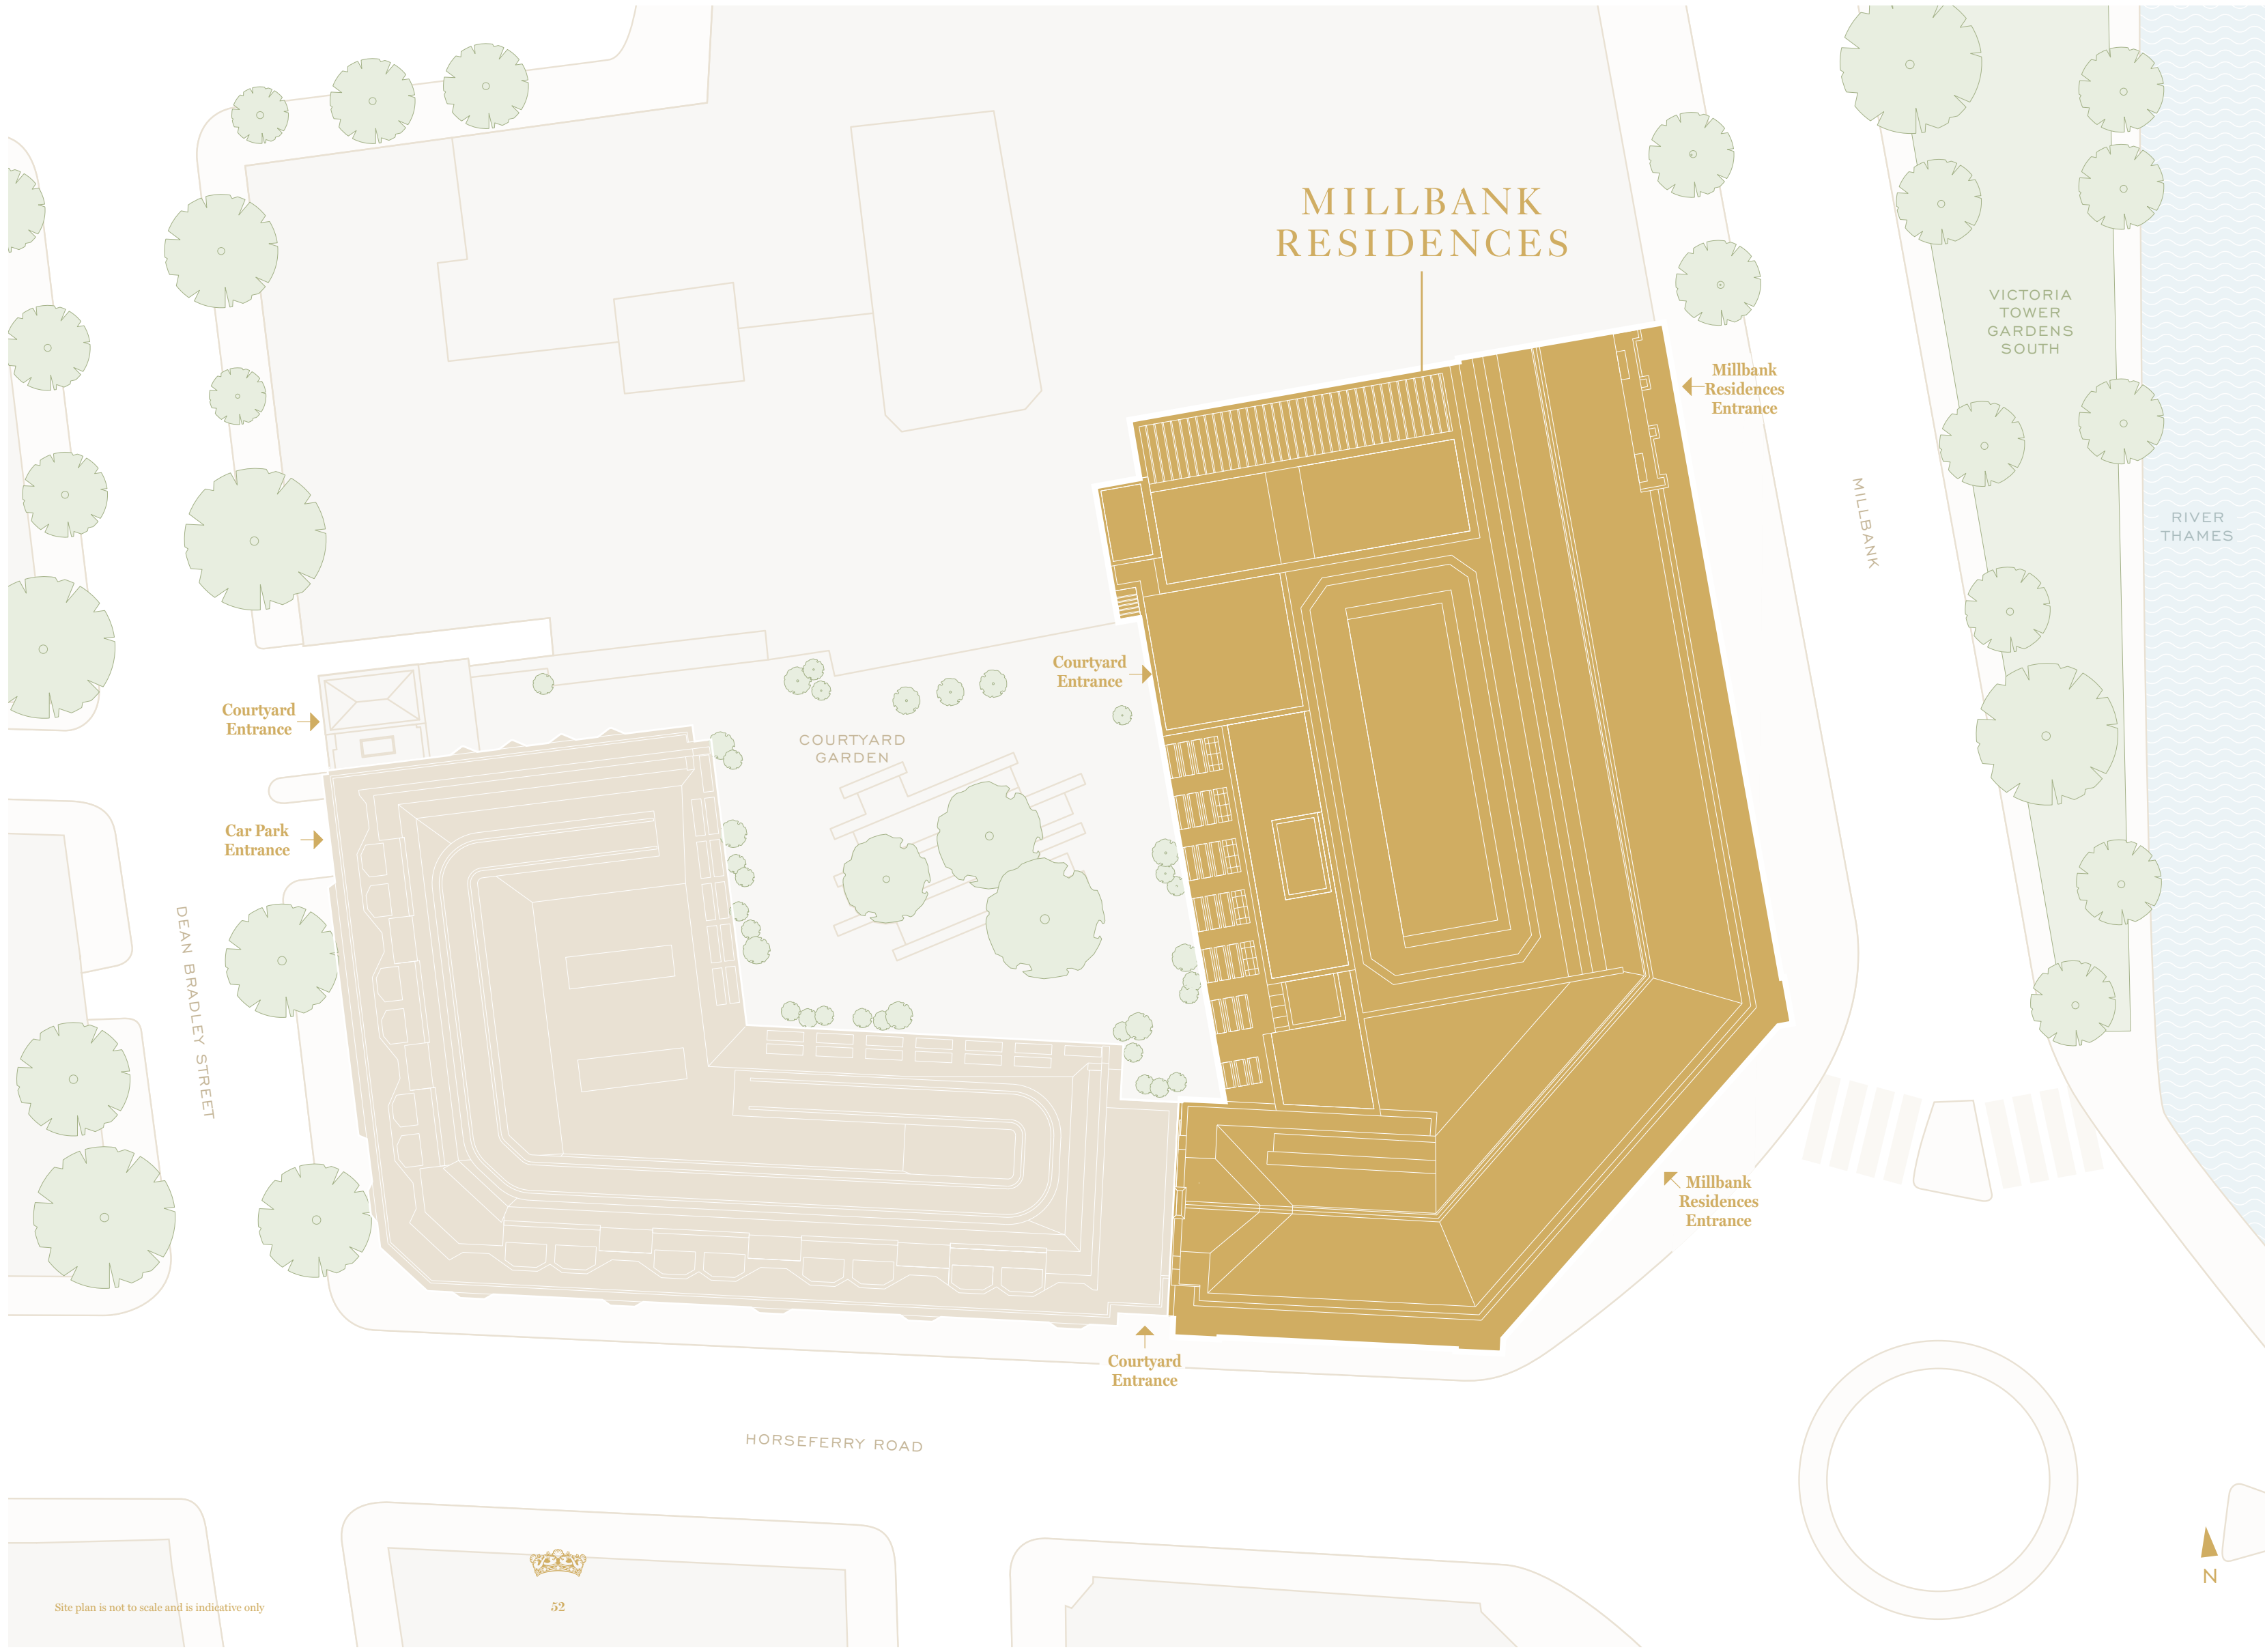 MILLBANK
RESIDENCES
VICTORIA
TOWER
GARDENS
SOUTH
Millbank
Residences
Entrance
MILLBANK
RIVER
THAMES
Courtyard
Entrance
Courtyard
Entrance
COURTYARD
GARDEN
Car Park
Entrance
DEAN BRADLEY STREET
Millbank
Residences
Entrance
Courtyard
Entrance
HORSEFERRY ROAD
N
Site plan is not to scale and is indicative only
52